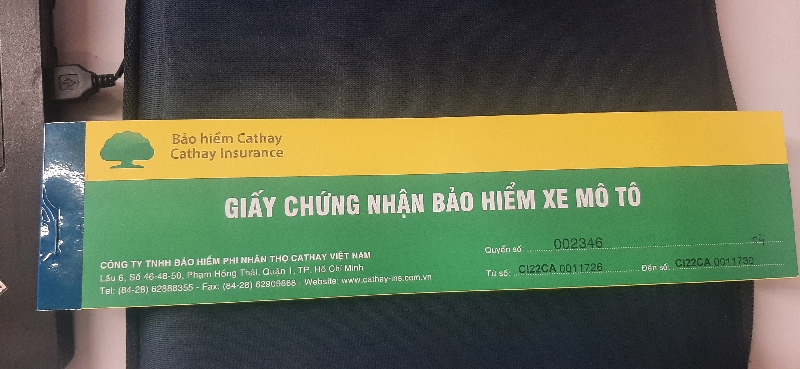 Bảo hiểm Cathay
Cathay Insurance
GIẤY CHỨNG NHẬN BẢO HIỂM XE MÔ TÔ
CÔNG TY TNHH BẢO HIỂM PHI NHÂN THỌ CATHAY VIỆT NAM
Lầu 6, Số 46-48-50, Phạm Hồng Thái, Quận 1, TP. Hồ Chí Minh
Tel: (84-28) 62888355 - Fax: (84-28) 62909868 - Website: www.cathay-ins.com.vn
Quyển số: 002346
Từ số: CI22CA 0011726 Đến số: CI22CA 0011730